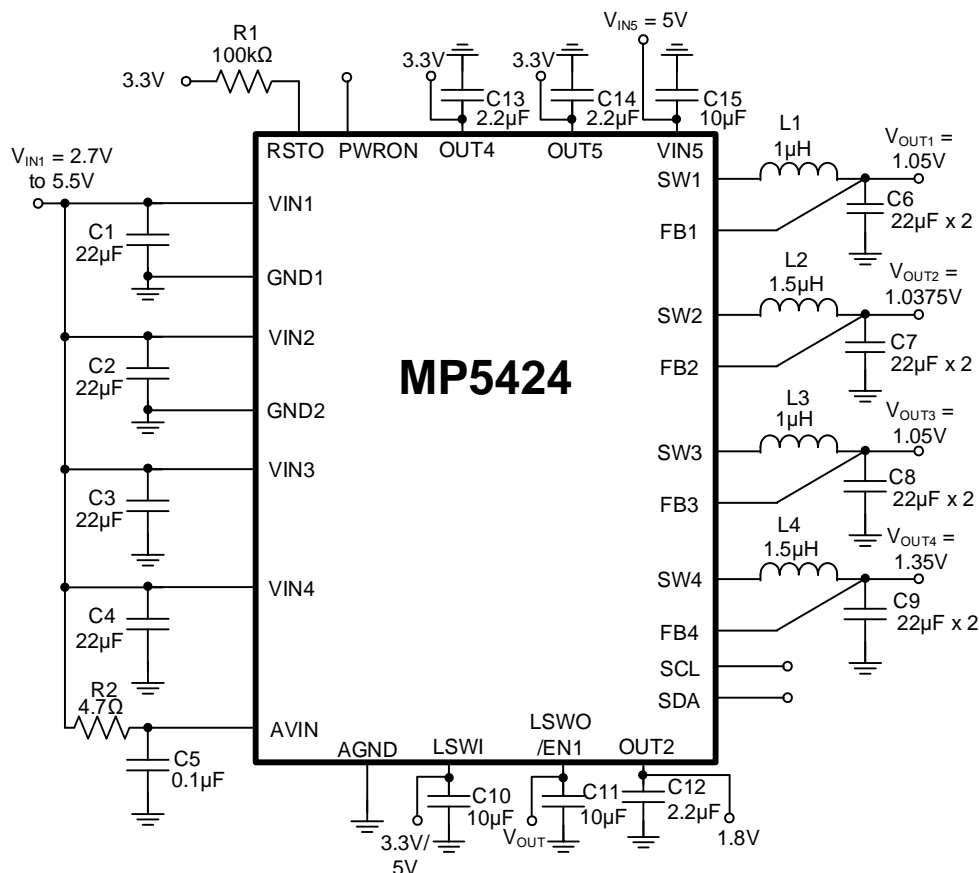 R1
100kΩ
3.3V
3.3V
C13
2.2µF
3.3V
C14
2.2µF
VIN5 = 5V
C15
10µF
RSTO
PWRON
OUT4
OUT5
VIN5
VIN1 = 2.7V
to 5.5V
VIN1
C1
22µF
GND1
VIN2
C2
22µF
GND2
VIN3
C3
22µF
VIN4
C4
22µF
R2
4.7Ω
AVIN
C5
0.1µF
MP5424
SW1
L1
1µH
VOUT1 =
1.05V
C6
22µF x 2
FB1
SW2
L2
1.5µH
VOUT2 =
1.0375V
C7
22µF x 2
FB2
SW3
L3
1µH
VOUT3 =
1.05V
C8
22µF x 2
FB3
SW4
L4
1.5µH
VOUT4 =
1.35V
C9
22µF x 2
FB4
SCL
SDA
AGND
LSWI
LSWO
/EN1
OUT2
C10
10µF
3.3V/
5V
C11
10µF
VOUT
C12
2.2µF
1.8V